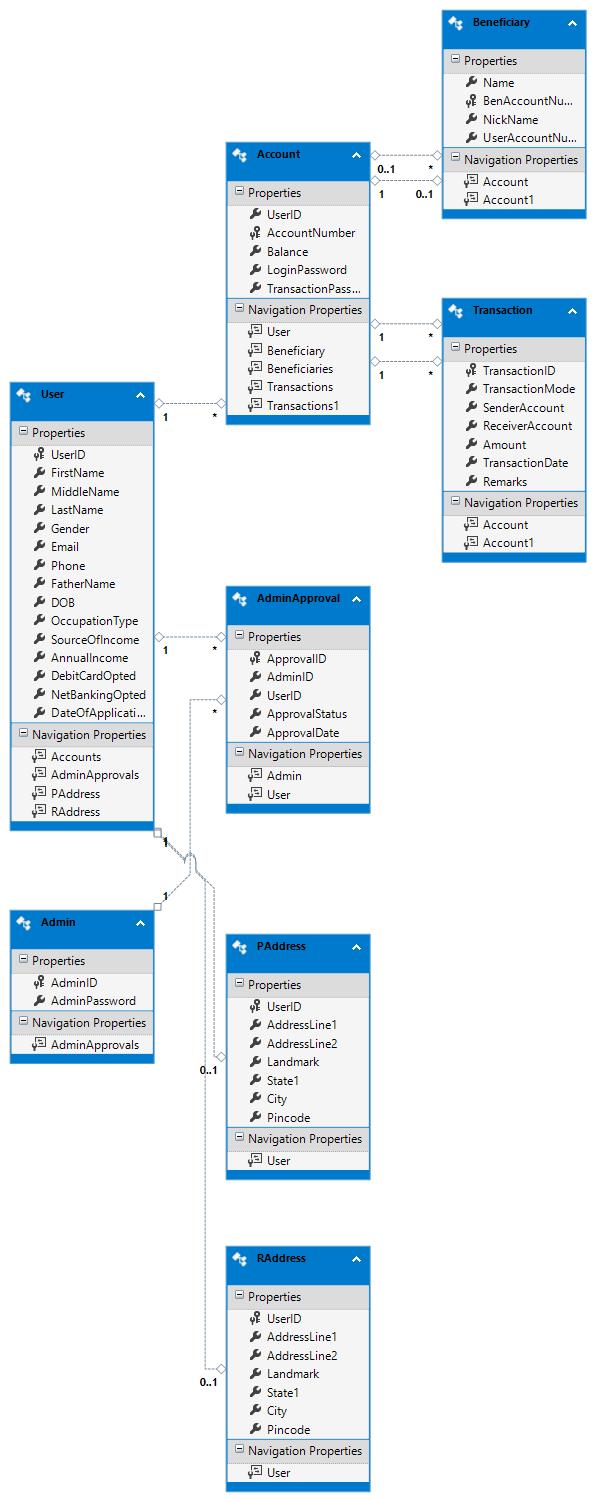 Beneficiary
Properties
Name
BenAccountNu...
NickName
UserAccountNu...
Navigation Properties
Account
Account1
Account
Properties
UserID
AccountNumber
Balance
LoginPassword
TransactionPass...
Navigation Properties
User
Beneficiary
Beneficiaries
Transactions
Transactions1
0..1 *
1 0..1
Transaction
Properties
TransactionID
TransactionMode
SenderAccount
ReceiverAccount
Amount
TransactionDate
Remarks
Navigation Properties
Account
Account1
1 *
1 *
User
Properties
UserID
FirstName
MiddleName
LastName
Gender
Email
Phone
FatherName
DOB
OccupationType
SourceOfIncome
AnnualIncome
DebitCardOpted
NetBankingOpted
DateOfApplicati...
Navigation Properties
Accounts
AdminApprovals
PAddress
RAddress
1 *
AdminApproval
Properties
ApprovalID
AdminID
UserID
ApprovalStatus
ApprovalDate
Navigation Properties
Admin
User
1 *
*
1
1
Admin
Properties
AdminID
AdminPassword
Navigation Properties
AdminApprovals
PAddress
Properties
UserID
AddressLine1
AddressLine2
Landmark
State1
City
Pincode
Navigation Properties
User
0..1
RAddress
Properties
UserID
AddressLine1
AddressLine2
Landmark
State1
City
Pincode
Navigation Properties
User
0..1